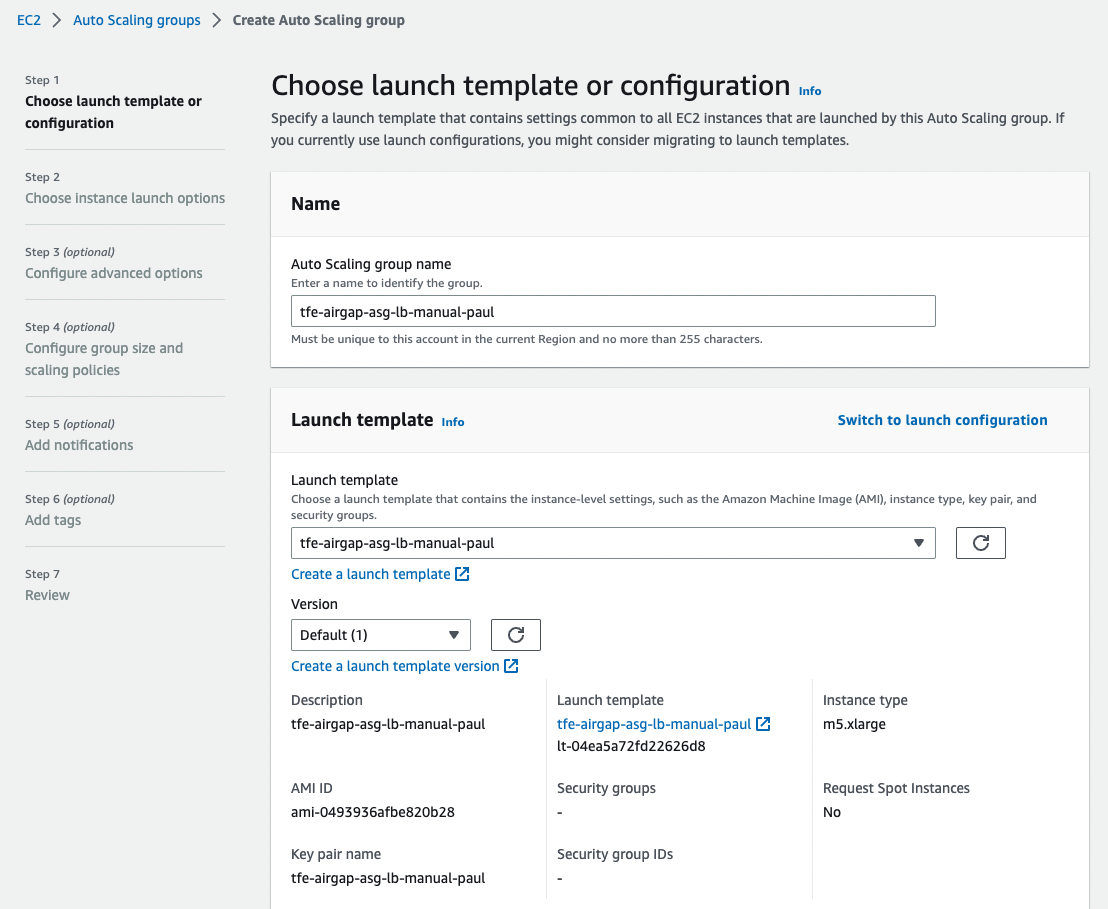 EC2 > Auto Scaling groups > Create Auto Scaling group
Step 1
Choose launch template or
configuration
Step 2
Choose instance launch options
Step 3 (optional)
Configure advanced options
Step 4 (optional)
Configure group size and
scaling policies
Step 5 (optional)
Add notifications
Step 6 (optional)
Add tags
Step 7
Review
Choose launch template or configuration Info
Specify a launch template that contains settings common to all EC2 instances that are launched by this Auto Scaling group. If
you currently use launch configurations, you might consider migrating to launch templates.
Name
Auto Scaling group name
Enter a name to identify the group.
tfe-airgap-asg-lb-manual-paul
Must be unique to this account in the current Region and no more than 255 characters.
Launch template Info
Switch to launch configuration
Launch template
Choose a launch template that contains the instance-level settings, such as the Amazon Machine Image (AMI), instance type, key pair, and
security groups.
tfe-airgap-asg-lb-manual-paul
Create a launch template
Version
Default (1)
Create a launch template version
Description
tfe-airgap-asg-lb-manual-paul
Launch template
tfe-airgap-asg-lb-manual-paul
lt-04ea5a72fd22626d8
Instance type
m5.xlarge
AMI ID
ami-0493936afbe820b28
Security groups
-
Request Spot Instances
No
Key pair name
tfe-airgap-asg-lb-manual-paul
Security group IDs
-